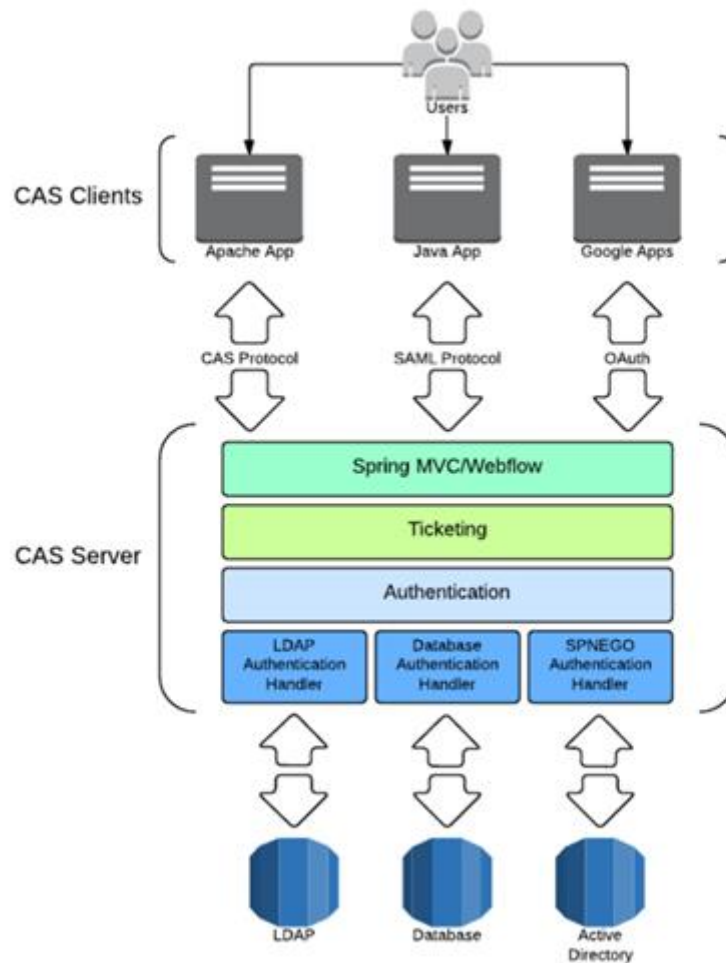 Users
CAS Clients
Apache App
Java App
Google Apps
CAS Protocol
SAML Protocol
OAuth
Spring MVC/Webflow
Ticketing
CAS Server
Authentication
LDAP
Authentication
Handler
Database
Authentication
Handler
SPNEGO
Authentication
Handler
LDAP
Database
Active
Directory